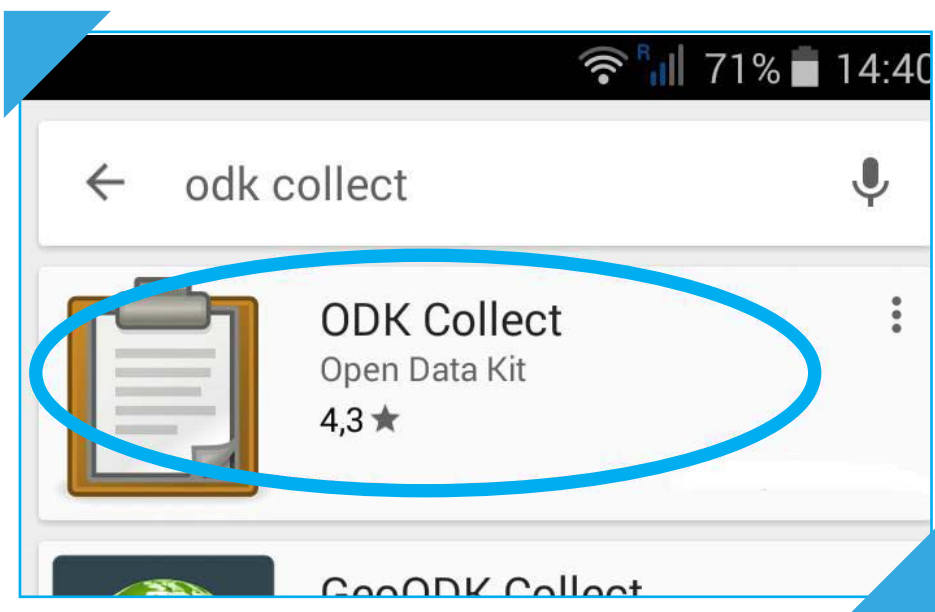 R 71% 14:40
odk collect
ODK Collect
Open Data Kit
4,3★
GeoODK Collect